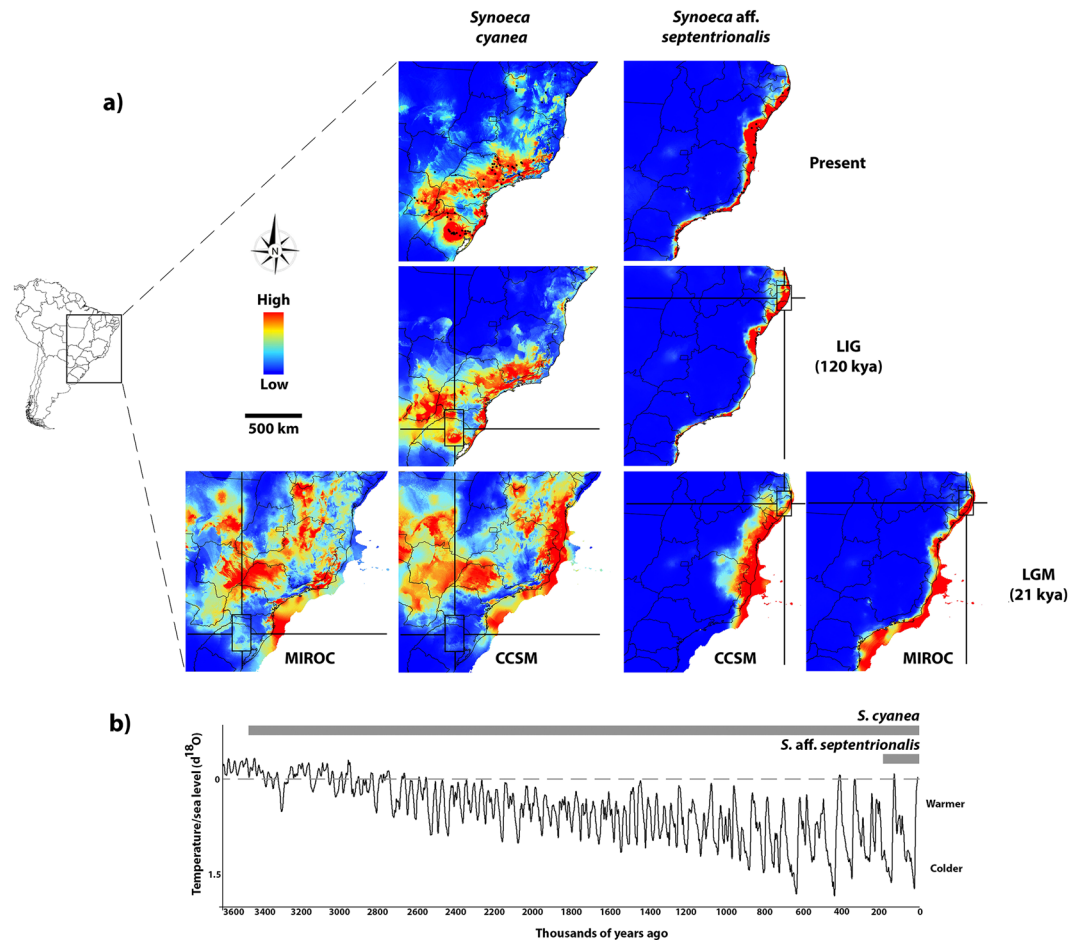 Synoeca
cyanea
Synoeca aff.
septentrionalis
a)
Present
N
High
Low
500 km
LIG
(120 kya)
MIROC
CCSM
CCSM
MIROC
LGM
(21 kya)
b)
S. cyanea
S. aff. septentrionalis
Temperature/sea level (d18O)
0
1.5
Warmer
Colder
3600 3400 3200 3000 2800 2600 2400 2200 2000 1800 1600 1400 1200 1000 800 600 400 200 0
Thousands of years ago